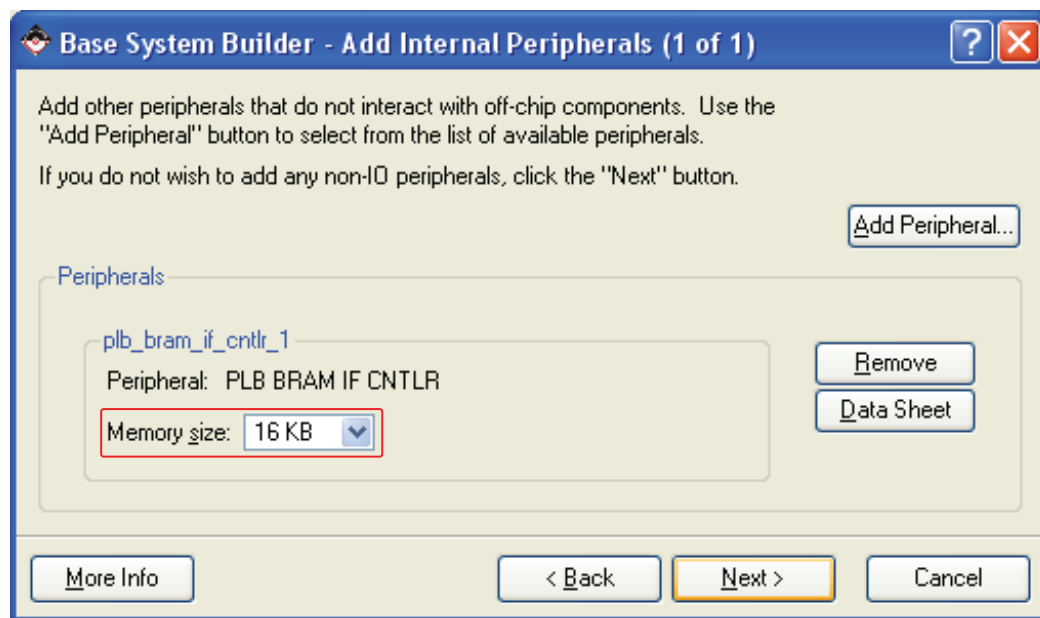 Base System Builder - Add Internal Peripherals (1 of 1)
Add other peripherals that do not interact with off-chip components.  Use the
"Add Peripheral" button to select from the list of available peripherals.
If you do not wish to add any non-IO peripherals, click the "Next" button.
Add Peripheral...
Peripherals
plb_bram_if_cntlr_1
Peripheral:  PLB BRAM IF CNTLR
Memory size: 16 KB
Remove
Data Sheet
More Info
< Back
Next >
Cancel